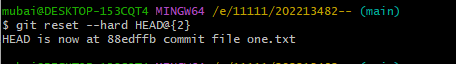 mubai@DESKTOP-153CQT4 MINGW64 /e/11111/202213482-- (main)
$ git reset --hard HEAD@{2}
HEAD is now at 88edffb commit file one.txt